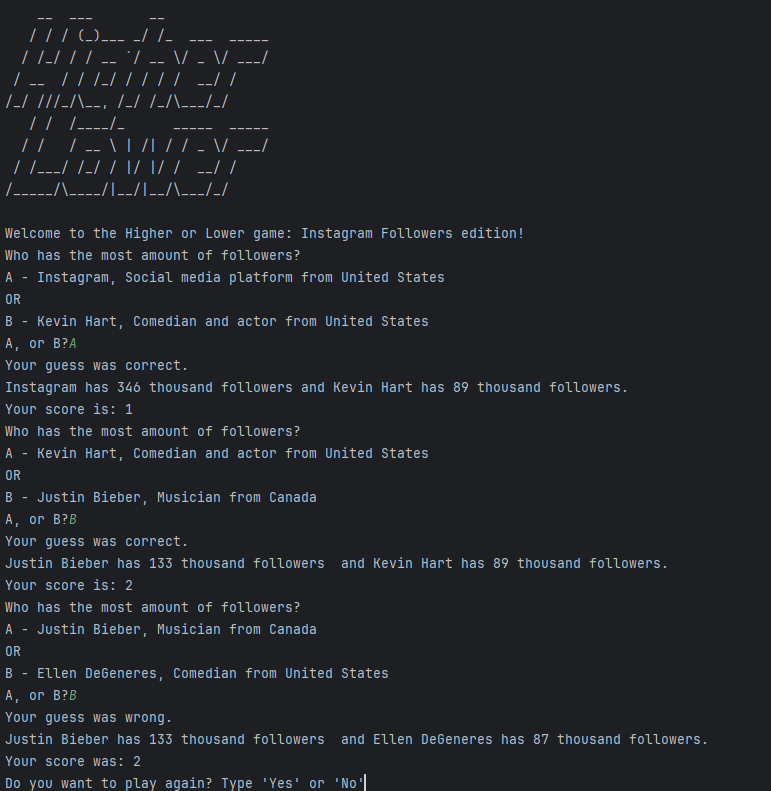 __  ___       __
   / / / (_)___ _/ /_  ___  _____
  / /_/ / / __ `/ __ \/ _ \/ ___/
 / __  / / /_/ / / / /  __/ /
/_/ ///_/\__, /_/ /_/\___/_/
   / /  /____/_      _____  _____
  / /   / __ \ | /| / / _ \/ ___/
 / /___/ /_/ / |/ |/ /  __/ /
/_____/\____/|__/|__/\___/_/
Welcome to the Higher or Lower game: Instagram Followers edition!
Who has the most amount of followers?
A - Instagram, Social media platform from United States
OR
B - Kevin Hart, Comedian and actor from United States
A, or B?A
Your guess was correct.
Instagram has 346 thousand followers and Kevin Hart has 89 thousand followers.
Your score is: 1
Who has the most amount of followers?
A - Kevin Hart, Comedian and actor from United States
OR
B - Justin Bieber, Musician from Canada
A, or B?B
Your guess was correct.
Justin Bieber has 133 thousand followers  and Kevin Hart has 89 thousand followers.
Your score is: 2
Who has the most amount of followers?
A - Justin Bieber, Musician from Canada
OR
B - Ellen DeGeneres, Comedian from United States
A, or B?B
Your guess was wrong.
Justin Bieber has 133 thousand followers  and Ellen DeGeneres has 87 thousand followers.
Your score was: 2
Do you want to play again? Type 'Yes' or 'No'